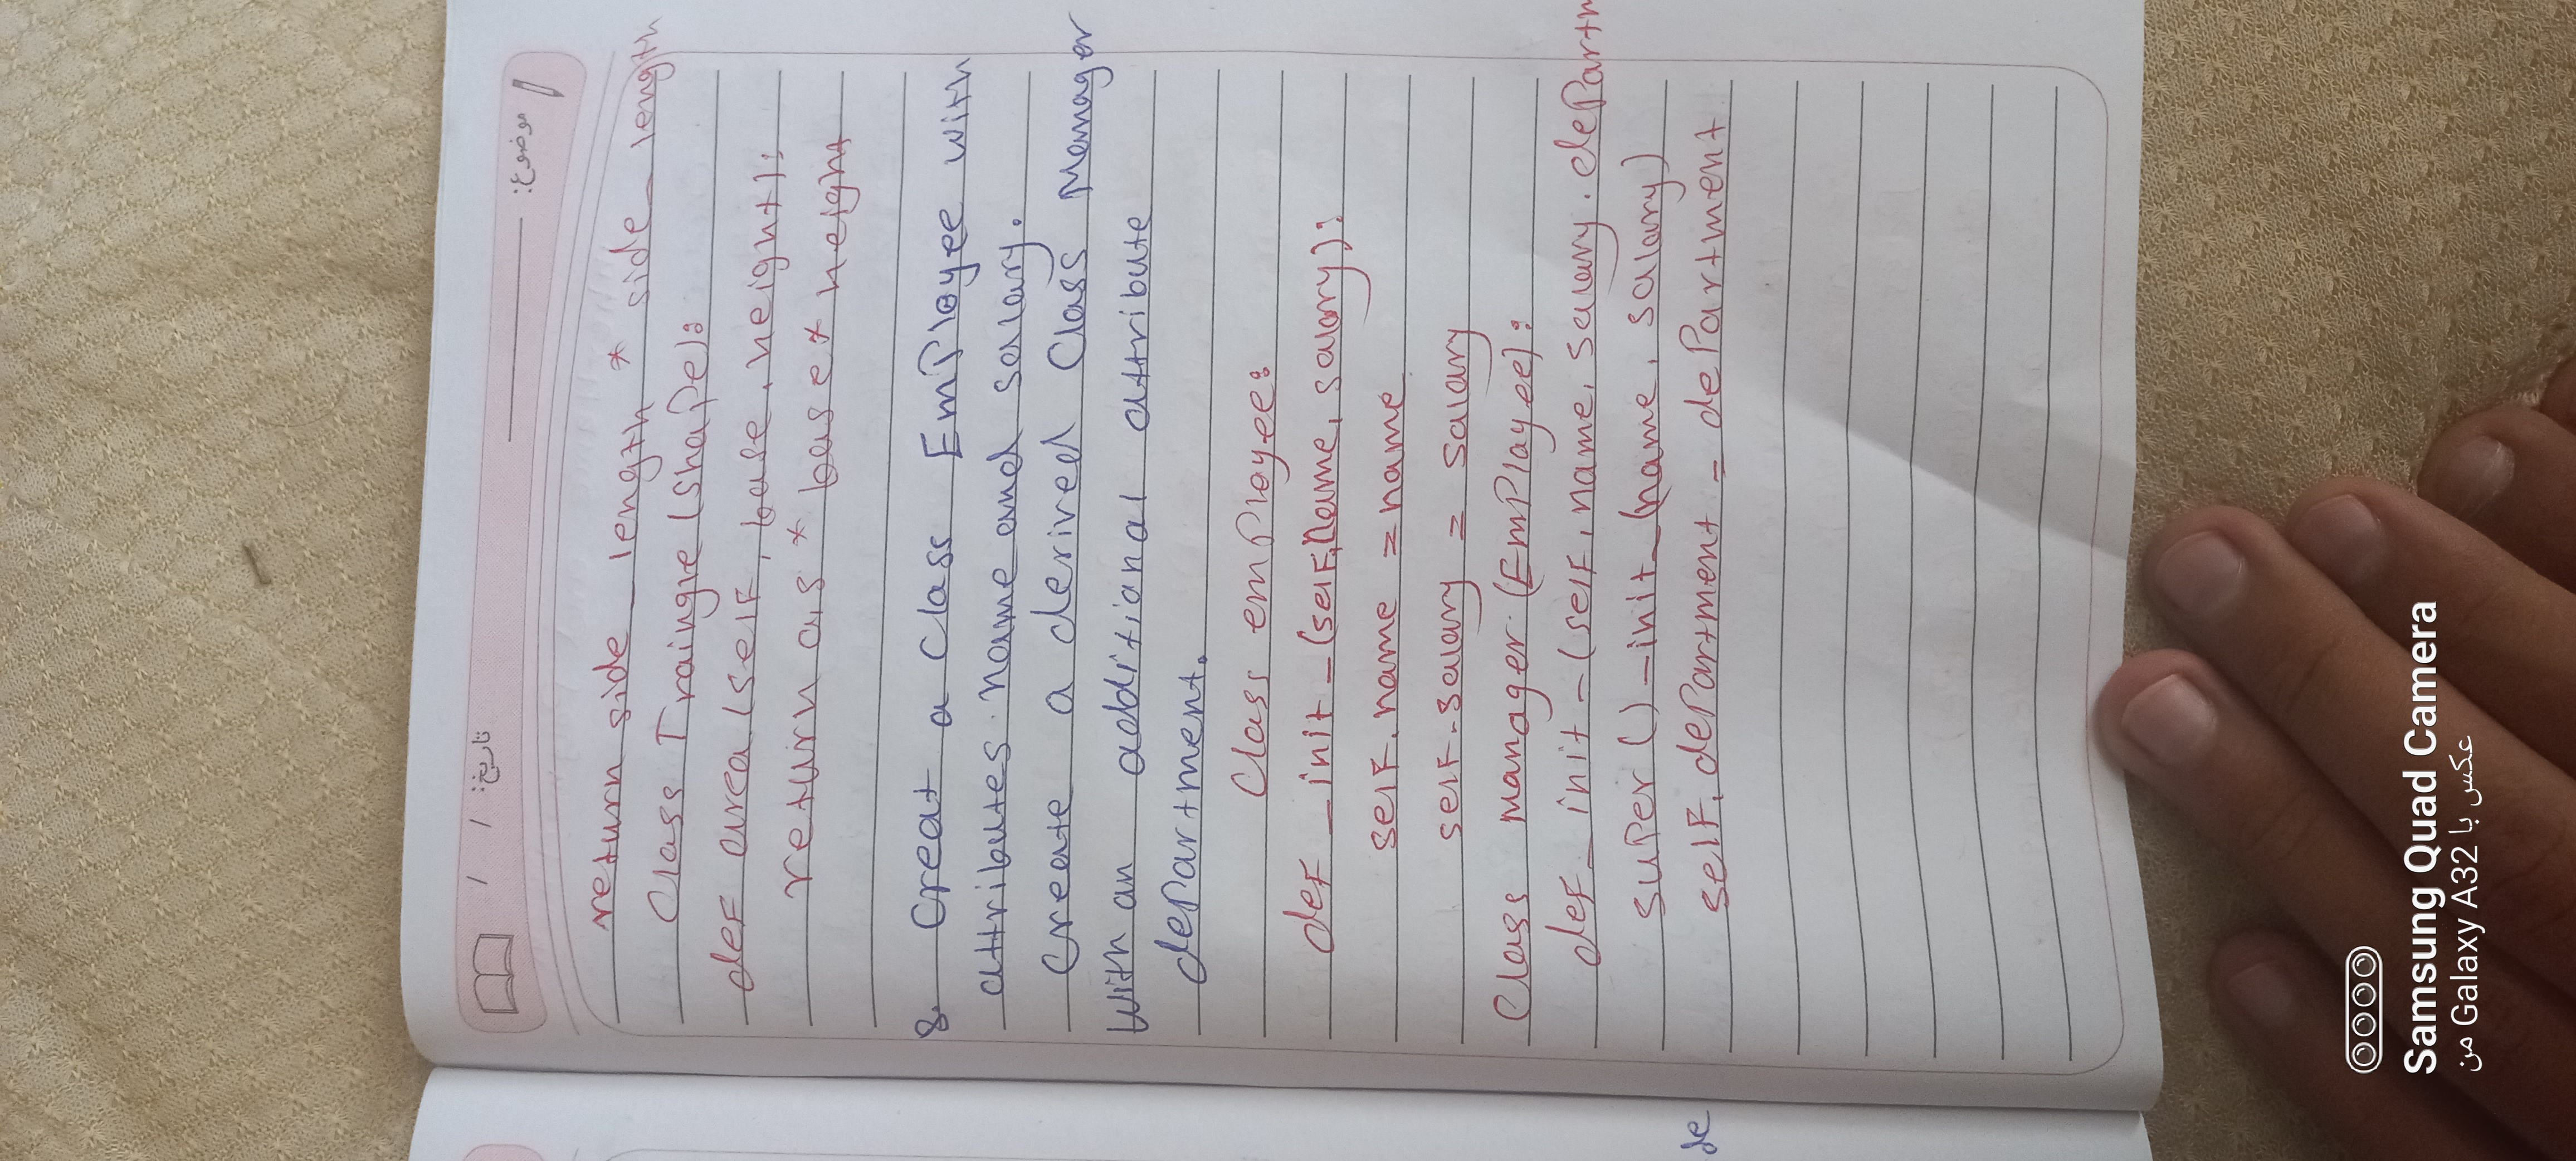 تاریخ: / /
موضوع:
return side_length * side_length
Class Traingle (Shape):
def area (self, base, height):
return 0,5 * base * height
8. Creat a Class EmPloyee with
attributes name and salary.
create a derived Class Manager
With an additional attribute
dePartment.
Class emPloyee:
def _init_(self, name, salary):
self.name = name
self.salary = salary
Class Manager (EmPlayee):
def _init_(self, name, salary, dePartm
suPer () _init_ (name, salary)
self. dePartment = dePartment
de
Samsung Quad Camera
عکس با Galaxy A32 من